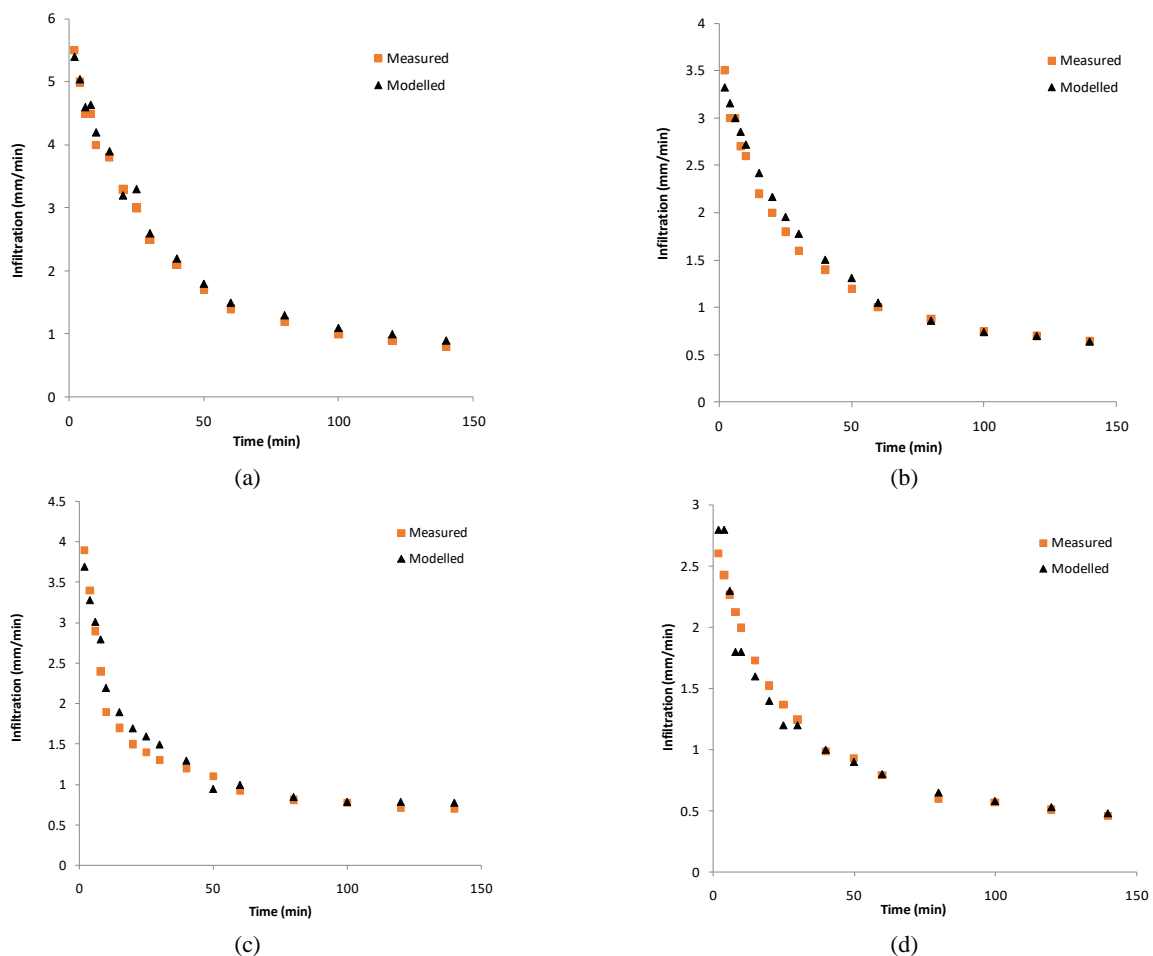 6
5
4
3
2
1
0
0 50 100 150
Infiltration (mm/min)
Time (min)
Measured
Modelled
(a)
4
3.5
3
2.5
2
1.5
1
0.5
0
0 50 100 150
Infiltration (mm/min)
Time (min)
Measured
Modelled
(b)
4.5
4
3.5
3
2.5
2
1.5
1
0.5
0
0 50 100 150
Infiltration (mm/min)
Time (min)
Measured
Modelled
(c)
3
2.5
2
1.5
1
0.5
0
0 50 100 150
Infiltration (mm/min)
Time (min)
Measured
Modelled
(d)